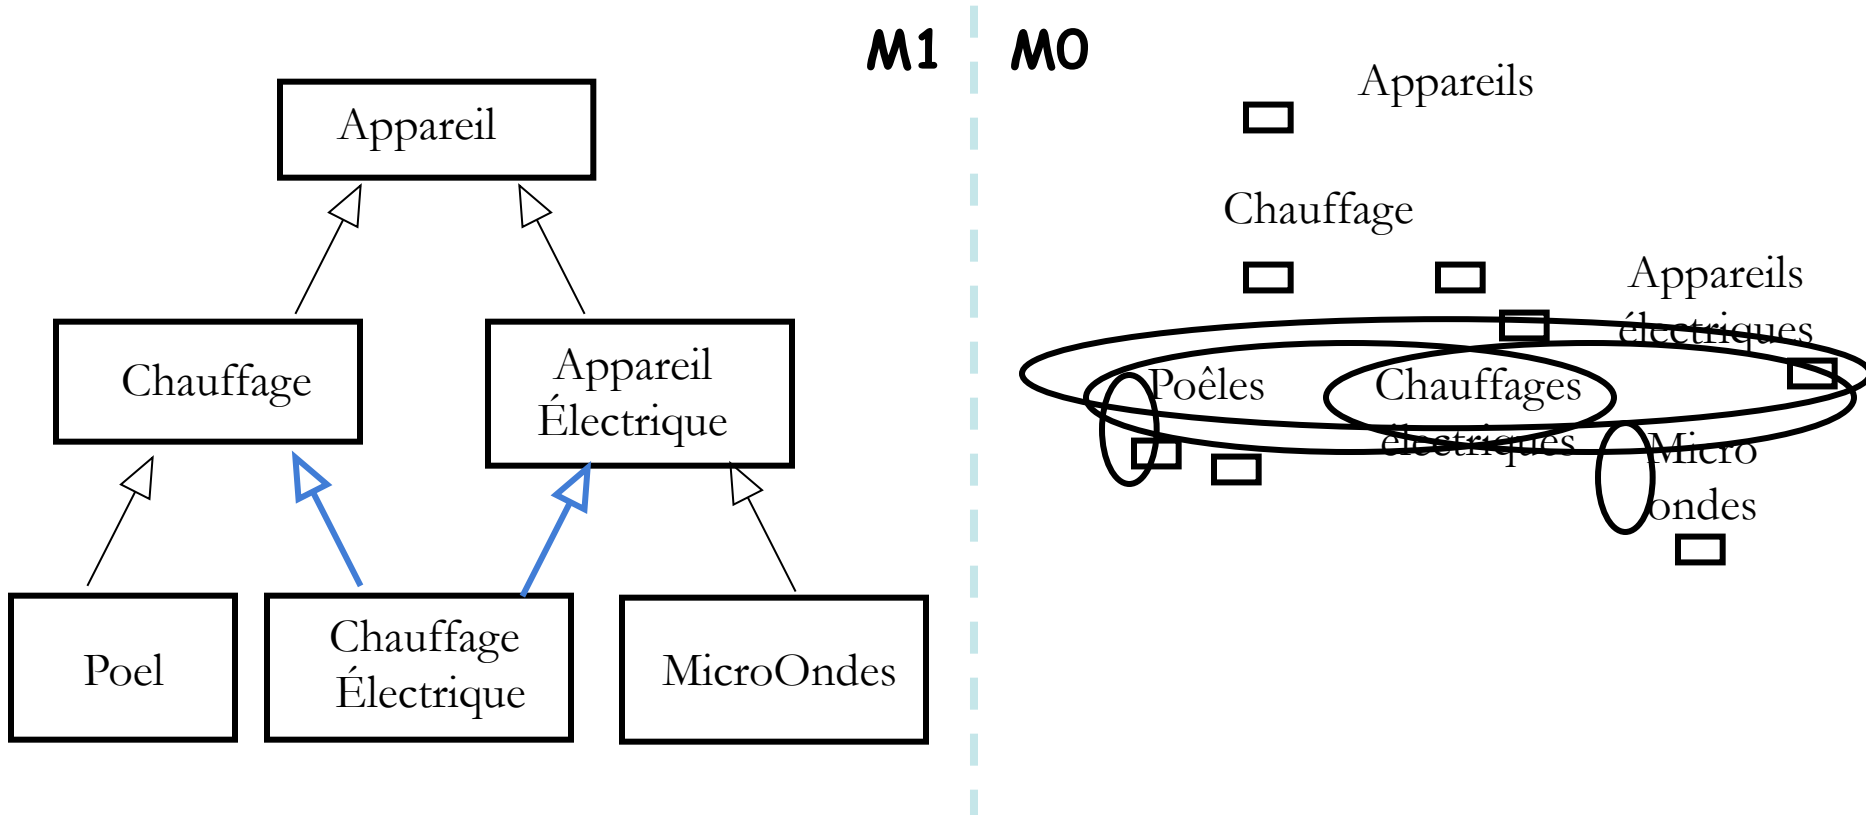 M1
M0
Appareil
Chauffage
Appareil
Électrique
Poel
Chauffage
Électrique
MicroOndes
Appareils
Chauffage
Appareils
électriques
Poêles
Chauffages
électriques
Micro
ondes